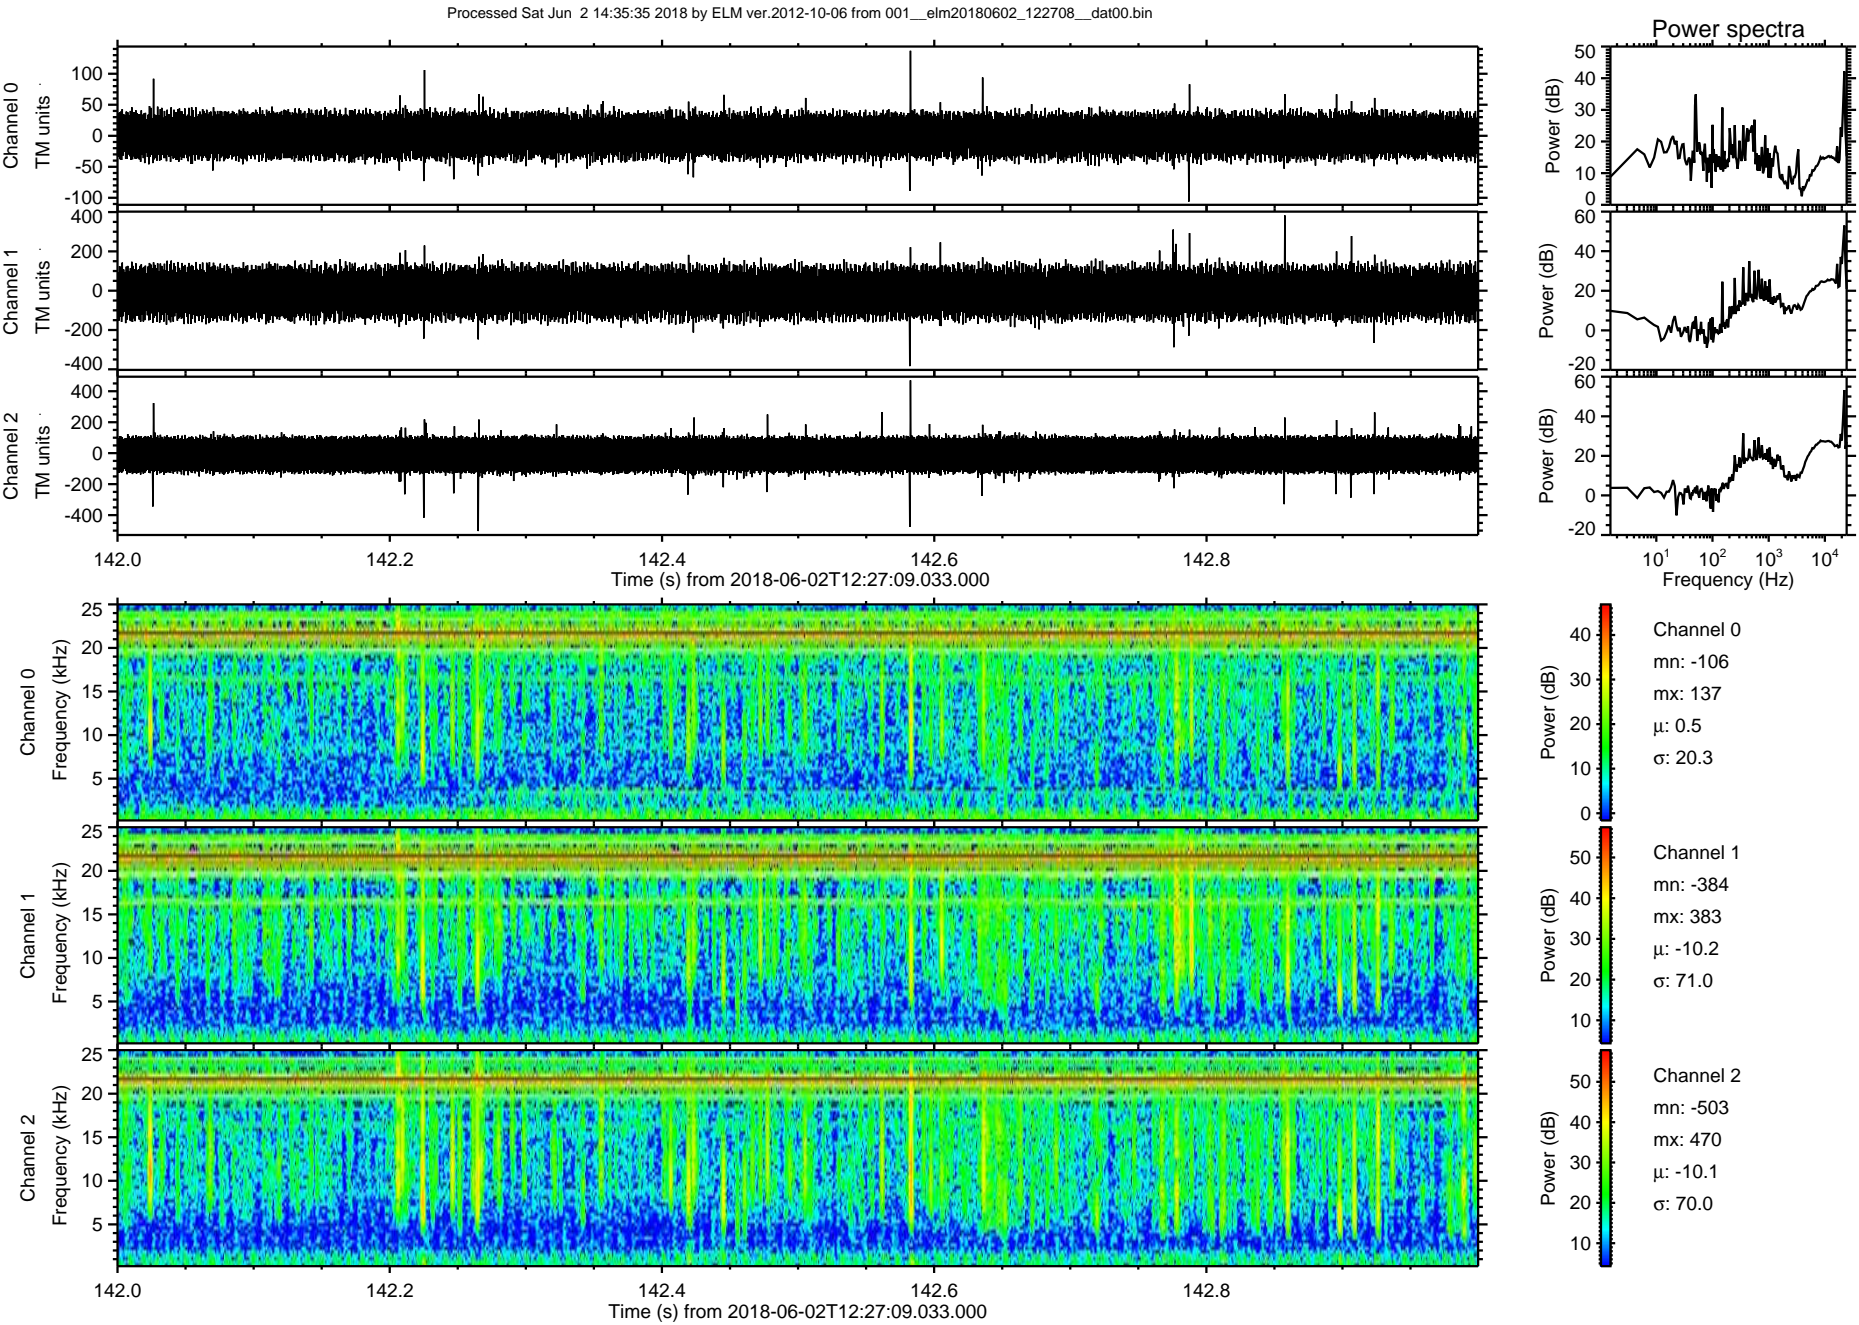 Processed Sat Jun  2 14:35:35 2018 by ELM ver.2012-10-06 from 001__elm20180602_122708__dat00.bin
Power spectra
Channel 0
TM units
100
50
0
-50
-100
Power (dB)
50
40
30
20
10
0
Channel 1
TM units
400
200
0
-200
-400
Power (dB)
60
40
20
0
-20
Channel 2
TM units
400
200
0
-200
-400
Power (dB)
60
40
20
0
-20
142.0 142.2 142.4 142.6 142.8
Time (s) from 2018-06-02T12:27:09.033.000
10^1 10^2 10^3 10^4
Frequency (Hz)
Channel 0
Frequency (kHz)
25
20
15
10
5
Power (dB)
40
30
20
10
0
Channel 0
mn: -106
mx: 137
μ: 0.5
σ: 20.3
Channel 1
Frequency (kHz)
25
20
15
10
5
Power (dB)
50
40
30
20
10
Channel 1
mn: -384
mx: 383
μ: -10.2
σ: 71.0
Channel 2
Frequency (kHz)
25
20
15
10
5
Power (dB)
50
40
30
20
10
Channel 2
mn: -503
mx: 470
μ: -10.1
σ: 70.0
142.0 142.2 142.4 142.6 142.8
Time (s) from 2018-06-02T12:27:09.033.000